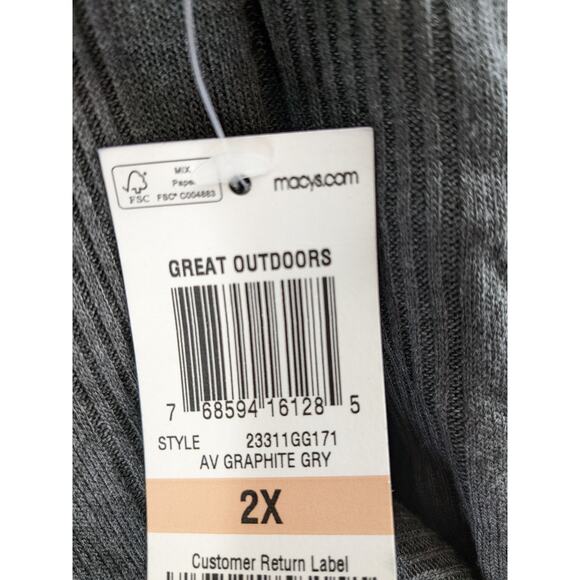 MIX
Pape
FSC
FSC® C004883
macys.com
GREAT OUTDOORS
7 68594 16128 5
STYLE 23311GG171
AV GRAPHITE GRY
2X
Customer Return Label